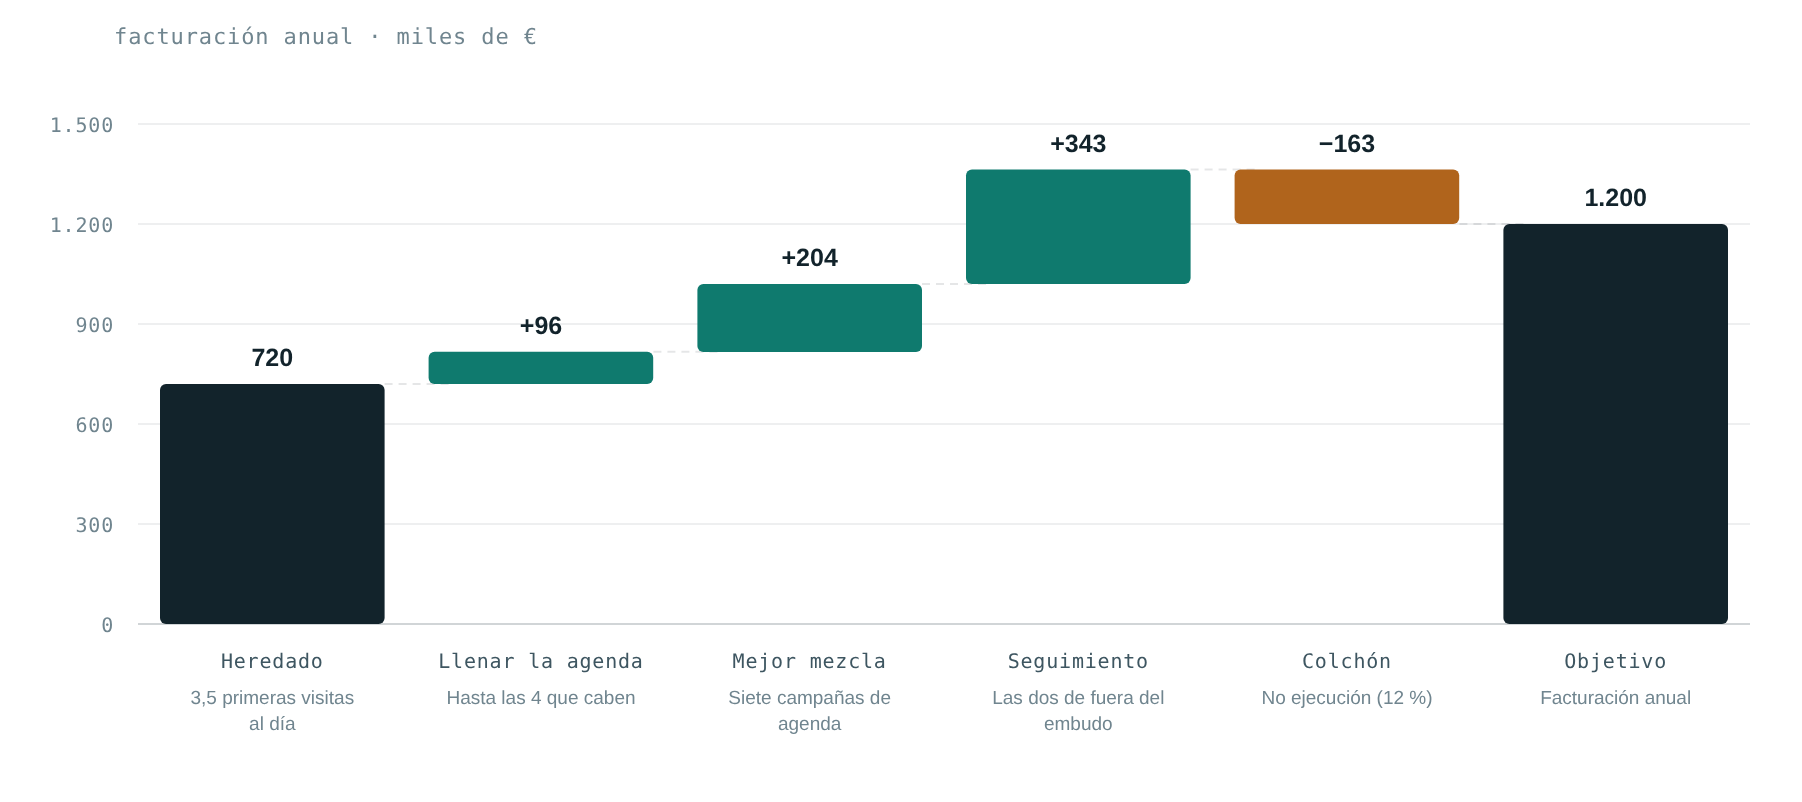 facturación anual · miles de €
1.500
1.200
900
600
300
0
720
+96
+204
+343
−163
1.200
Heredado
3,5 primeras visitas
al día
Llenar la agenda
Hasta las 4 que caben
Mejor mezcla
Siete campañas de
agenda
Seguimiento
Las dos de fuera del
embudo
Colchón
No ejecución (12 %)
Objetivo
Facturación anual